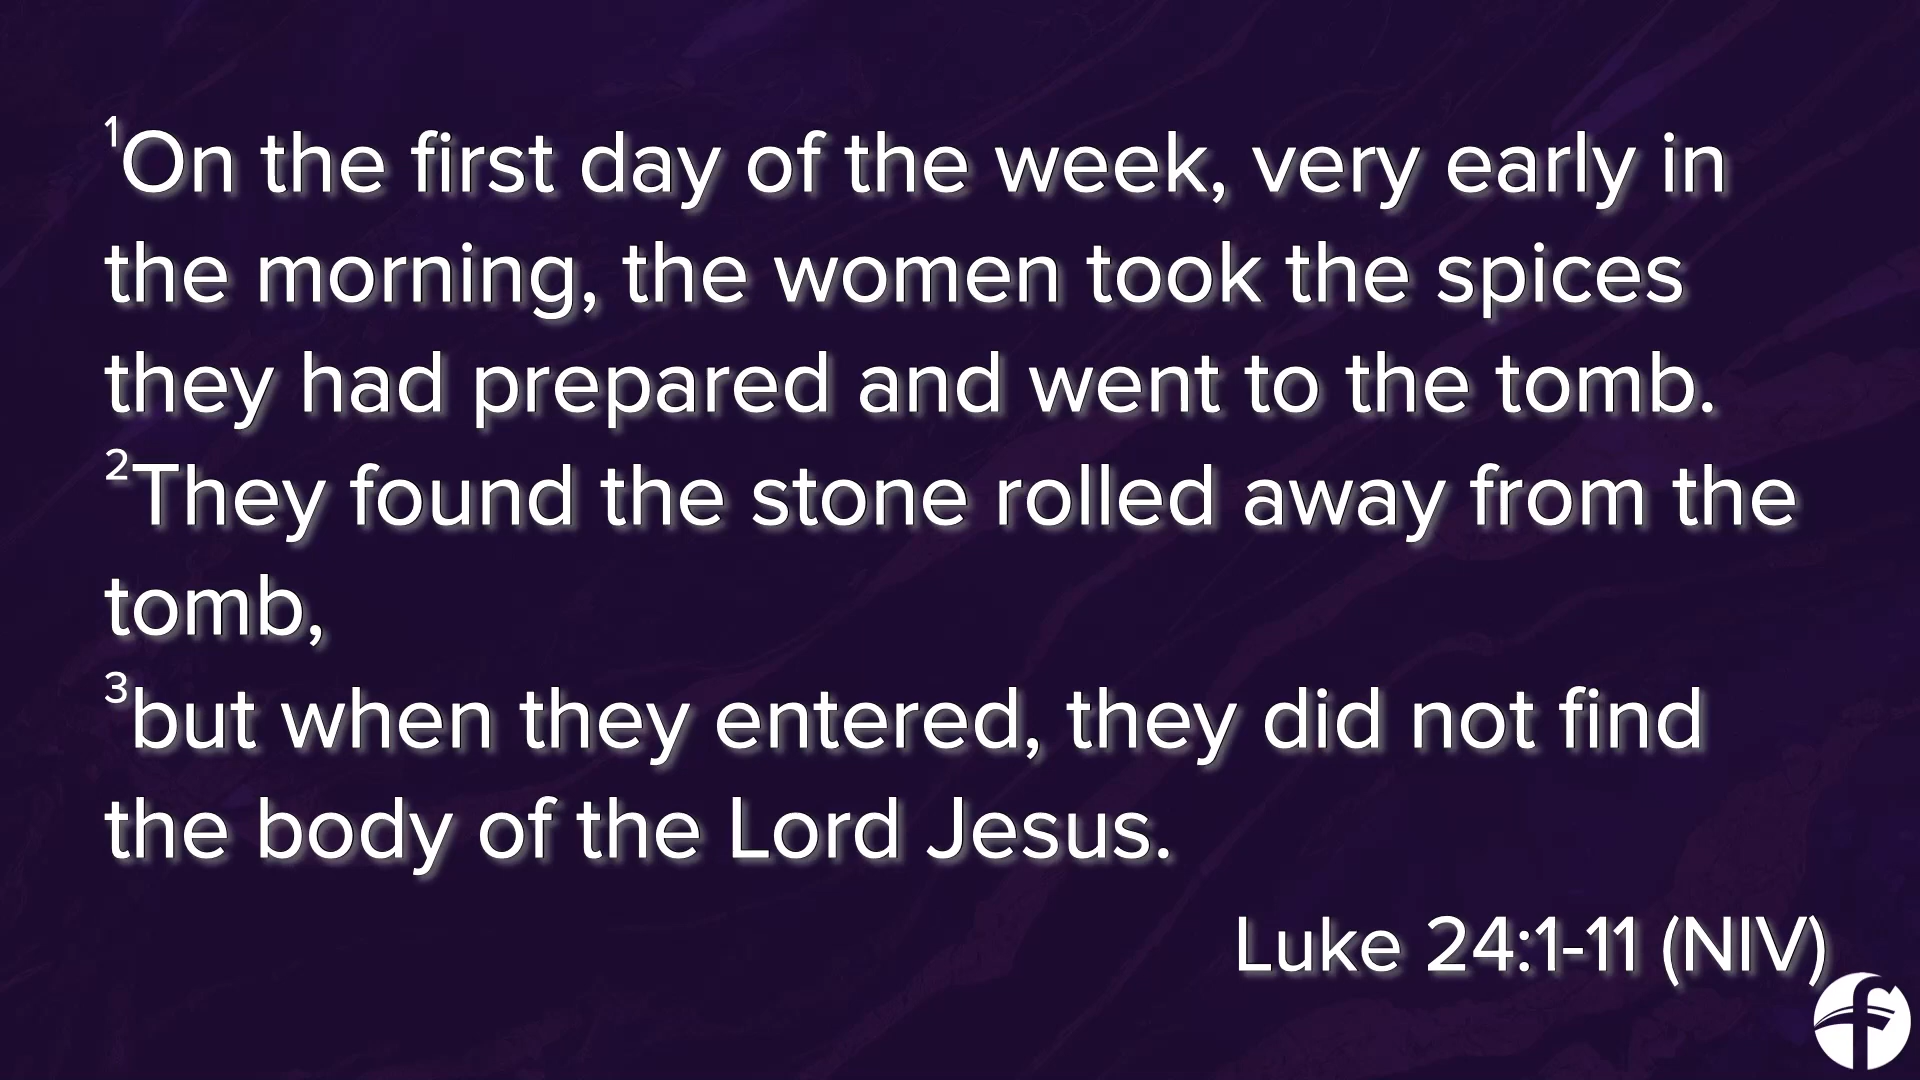 ¹On the first day of the week, very early in
the morning, the women took the spices
they had prepared and went to the tomb.
²They found the stone rolled away from the
tomb,
³but when they entered, they did not find
the body of the Lord Jesus.
Luke 24:1-11 (NIV)
f